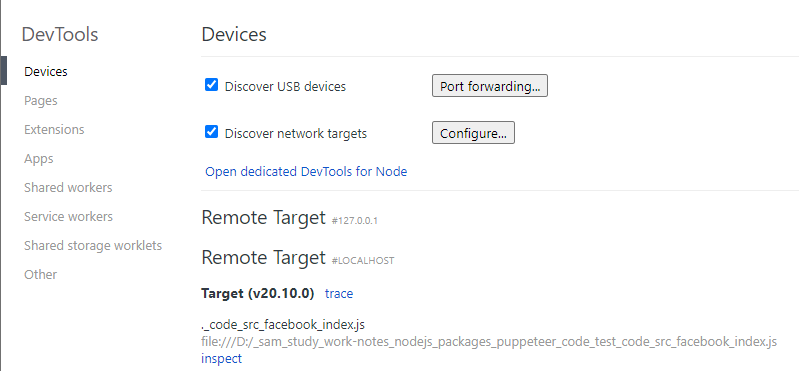 DevTools
Devices
Pages
Extensions
Apps
Shared workers
Service workers
Shared storage worklets
Other
Devices
Discover USB devices
Port forwarding...
Discover network targets
Configure...
Open dedicated DevTools for Node
Remote Target #127.0.0.1
Remote Target #LOCALHOST
Target (v20.10.0) trace
._code_src_facebook_index.js
file:///D:/_sam_study_work-notes_nodejs_packages_puppeteer_code_test_code_src_facebook_index.js
inspect